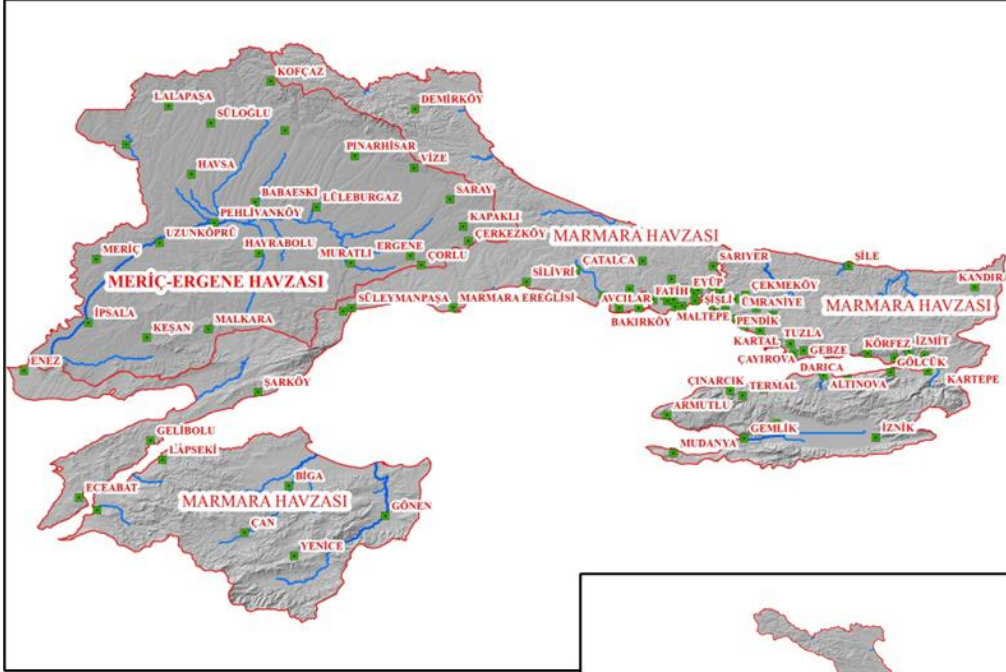 KOFÇAZ
LALAPAŞA
DEMİRKÖY
SÜLOĞLU
PINARHİSAR
VİZE
HAVSA
BABAESKİ
LÜLEBURGAZ
SARAY
PEHLİVANKÖY
KAPAKLI
UZUNKÖPRÜ
ÇERKEZKÖY
MERİÇ
HAYRABOLU
MURATLI
ERGENE
ÇORLU
MARMARA HAVZASI
MERİÇ-ERGENE HAVZASI
SİLİVRİ
ÇATALCA
SARIYER
ŞİLE
KANDIRA
EYÜP
ÇEKMEKÖY
SÜLEYMANPAŞA
MARMARA EREĞLİSİ
AVCILAR
FATİH
ŞİŞLİ
ÜMRANİYE
MARMARA HAVZASI
BAKIRKÖY
MALTEPE
PENDİK
İPSALA
KEŞAN
MALKARA
KARTAL
TUZLA
ÇAYIROVA
GEBZE
KÖRFEZ
İZMİT
ENEZ
DARICA
GÖLCÜK
ŞARKÖY
ÇINARCIK
TERMAL
ALTINOVA
KARTEPE
ARMUTLU
GELİBOLU
GEMLİK
İZNİK
LAPSEKİ
MUDANYA
BİGA
ECEABAT
MARMARA HAVZASI
GÖNEN
ÇAN
YENİCE